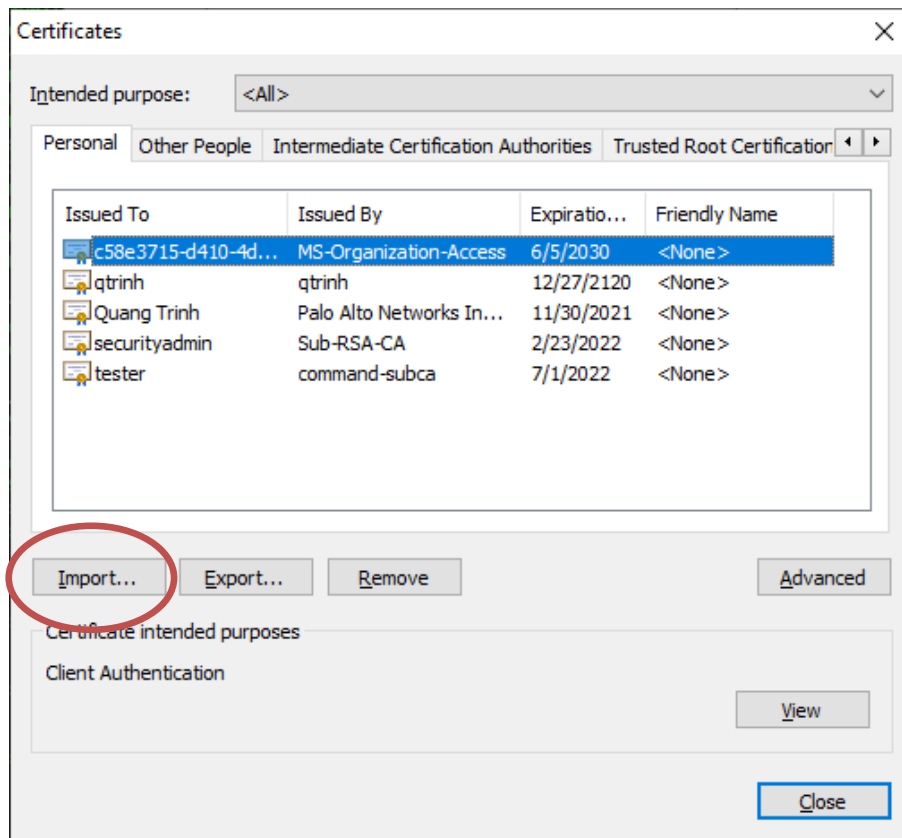 Certificates
Intended purpose: <All>
Personal Other People Intermediate Certification Authorities Trusted Root Certification
Issued To Issued By Expiratio... Friendly Name
c58e3715-d410-4d... MS-Organization-Access 6/5/2030 <None>
qtrinh qtrinh 12/27/2120 <None>
Quang Trinh Palo Alto Networks In... 11/30/2021 <None>
securityadmin Sub-RSA-CA 2/23/2022 <None>
tester command-subca 7/1/2022 <None>
Import... Export... Remove Advanced
Certificate intended purposes
Client Authentication
View
Close